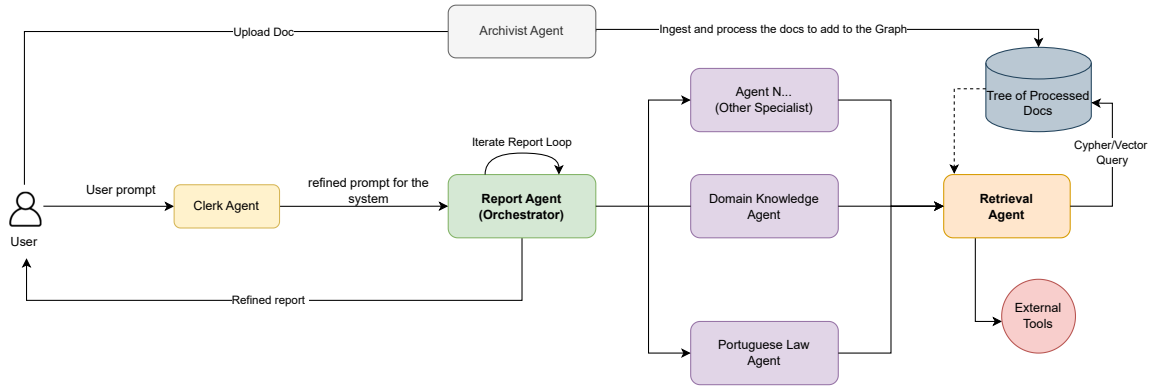 Upload Doc
Archivist Agent
Ingest and process the docs to add to the Graph
Tree of Processed
Docs
Agent N...
(Other Specialist)
Cypher/Vector
Query
Iterate Report Loop
User prompt
Clerk Agent
refined prompt for the
system
Report Agent
(Orchestrator)
Domain Knowledge
Agent
Retrieval
Agent
User
Refined report
External
Tools
Portuguese Law
Agent